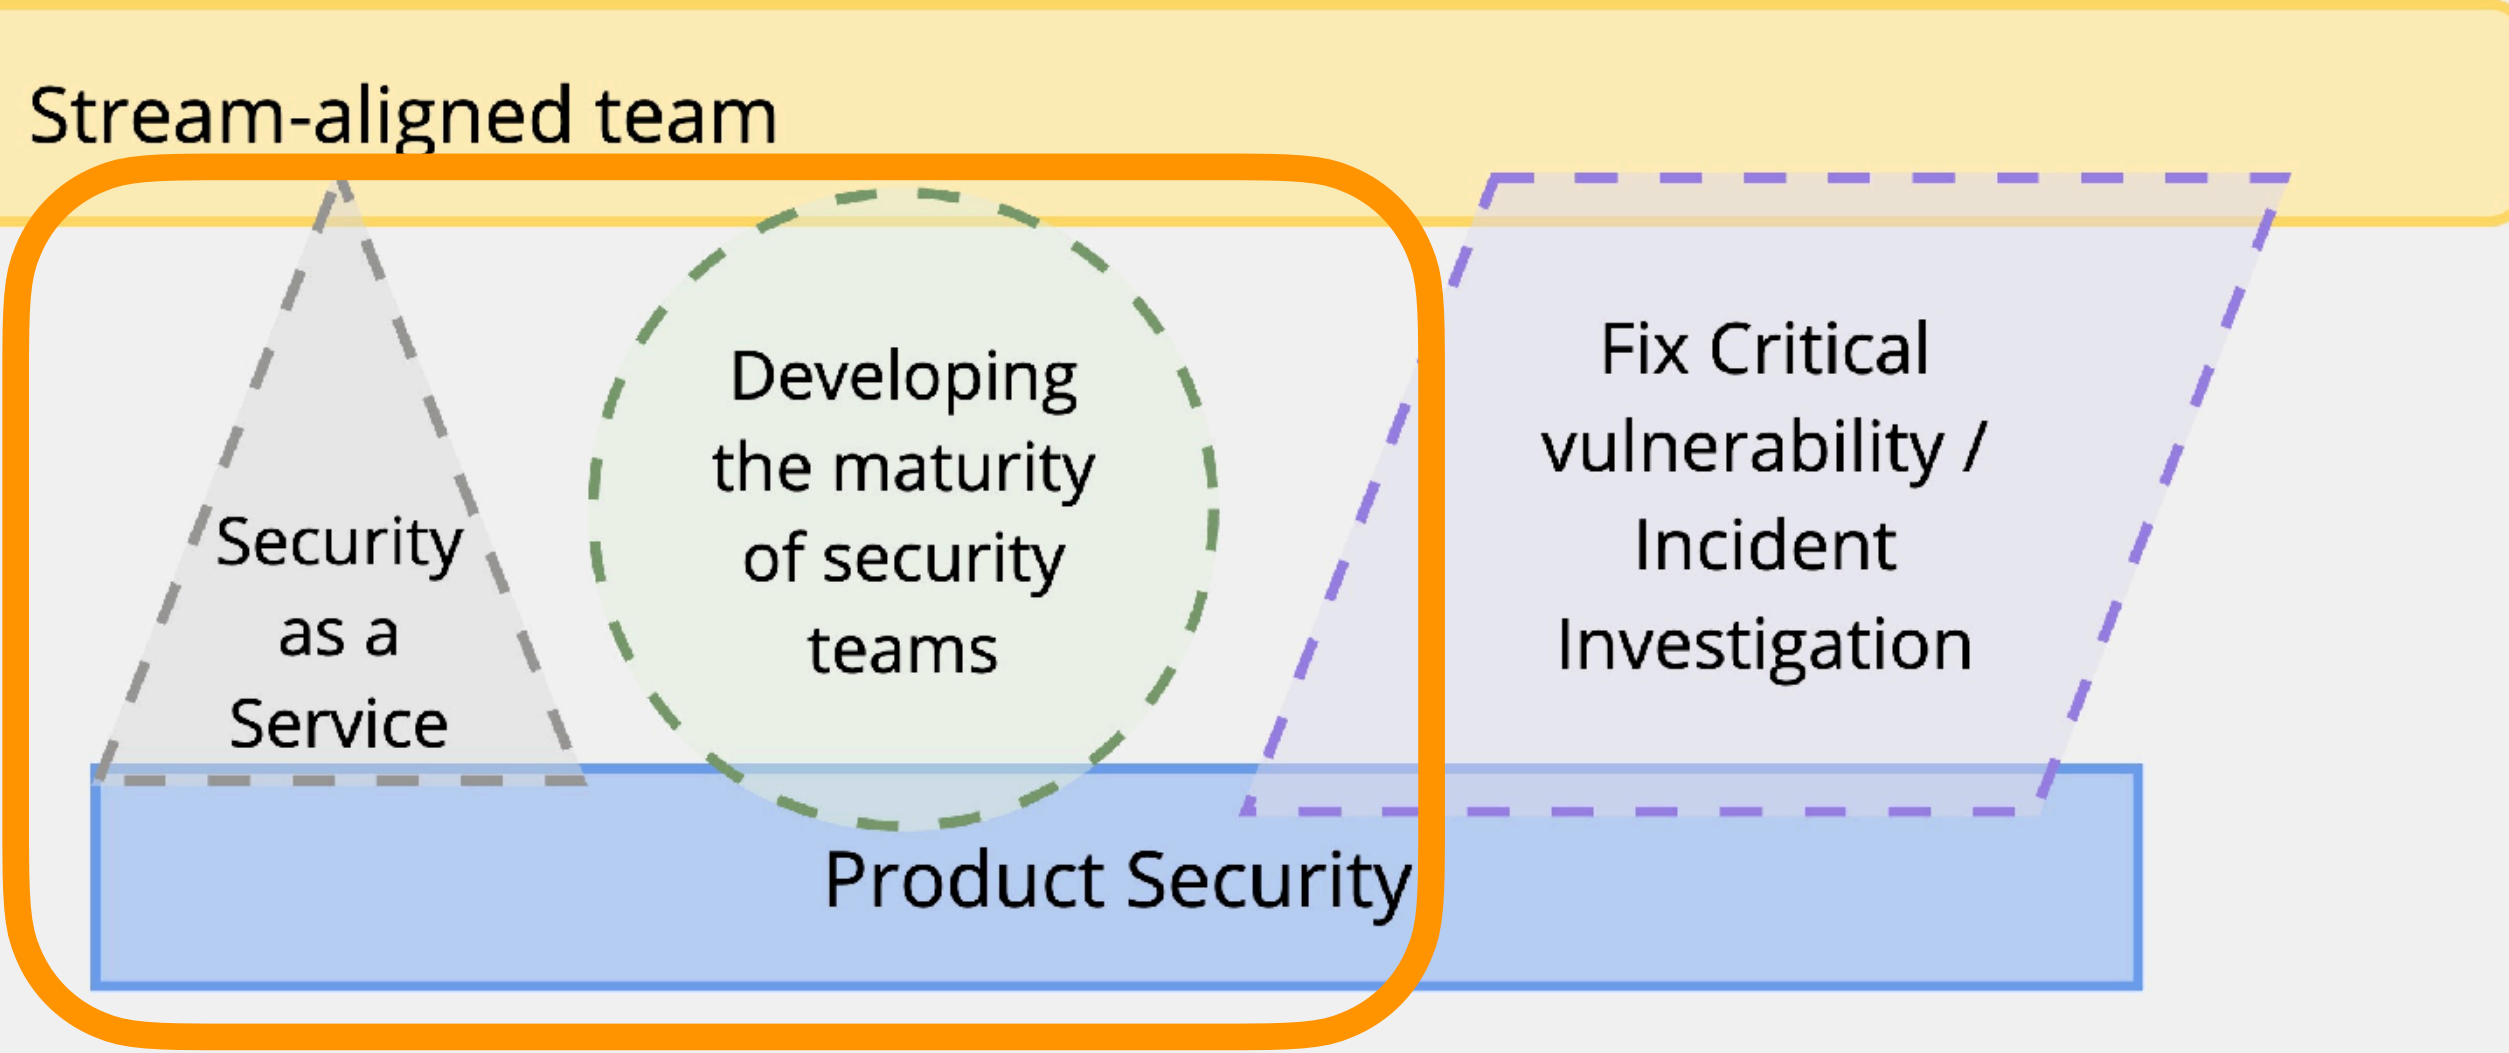 Stream-aligned team
Security
as a
Service
Developing
the maturity
of security
teams
Fix Critical
vulnerability /
Incident
Investigation
Product Security